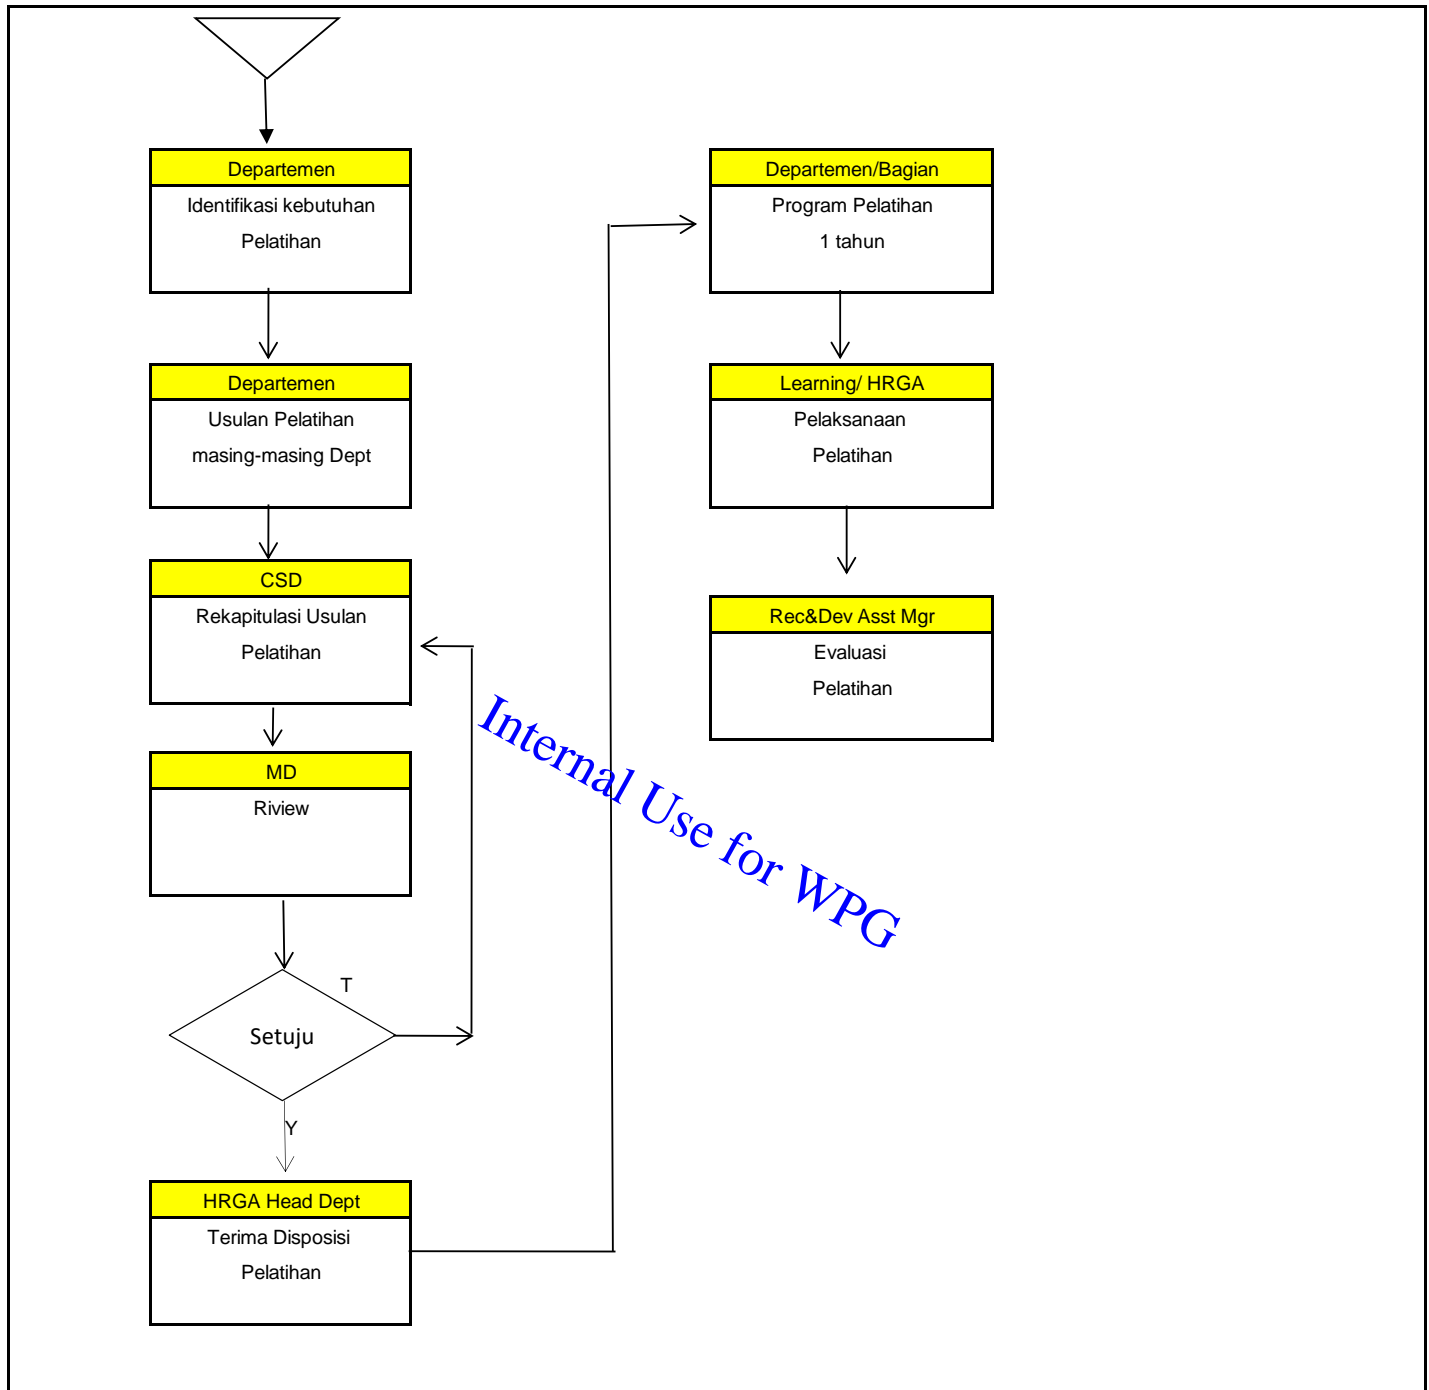 Departemen
Identifikasi kebutuhan
Pelatihan
Departemen
Usulan Pelatihan
masing-masing Dept
CSD
Rekapitulasi Usulan
Pelatihan
MD
Riview
T
Setuju
Y
HRGA Head Dept
Terima Disposisi
Pelatihan
Departemen/Bagian
Program Pelatihan
1 tahun
Learning/ HRGA
Pelaksanaan
Pelatihan
Rec&Dev Asst Mgr
Evaluasi
Pelatihan
Internal Use for WPG